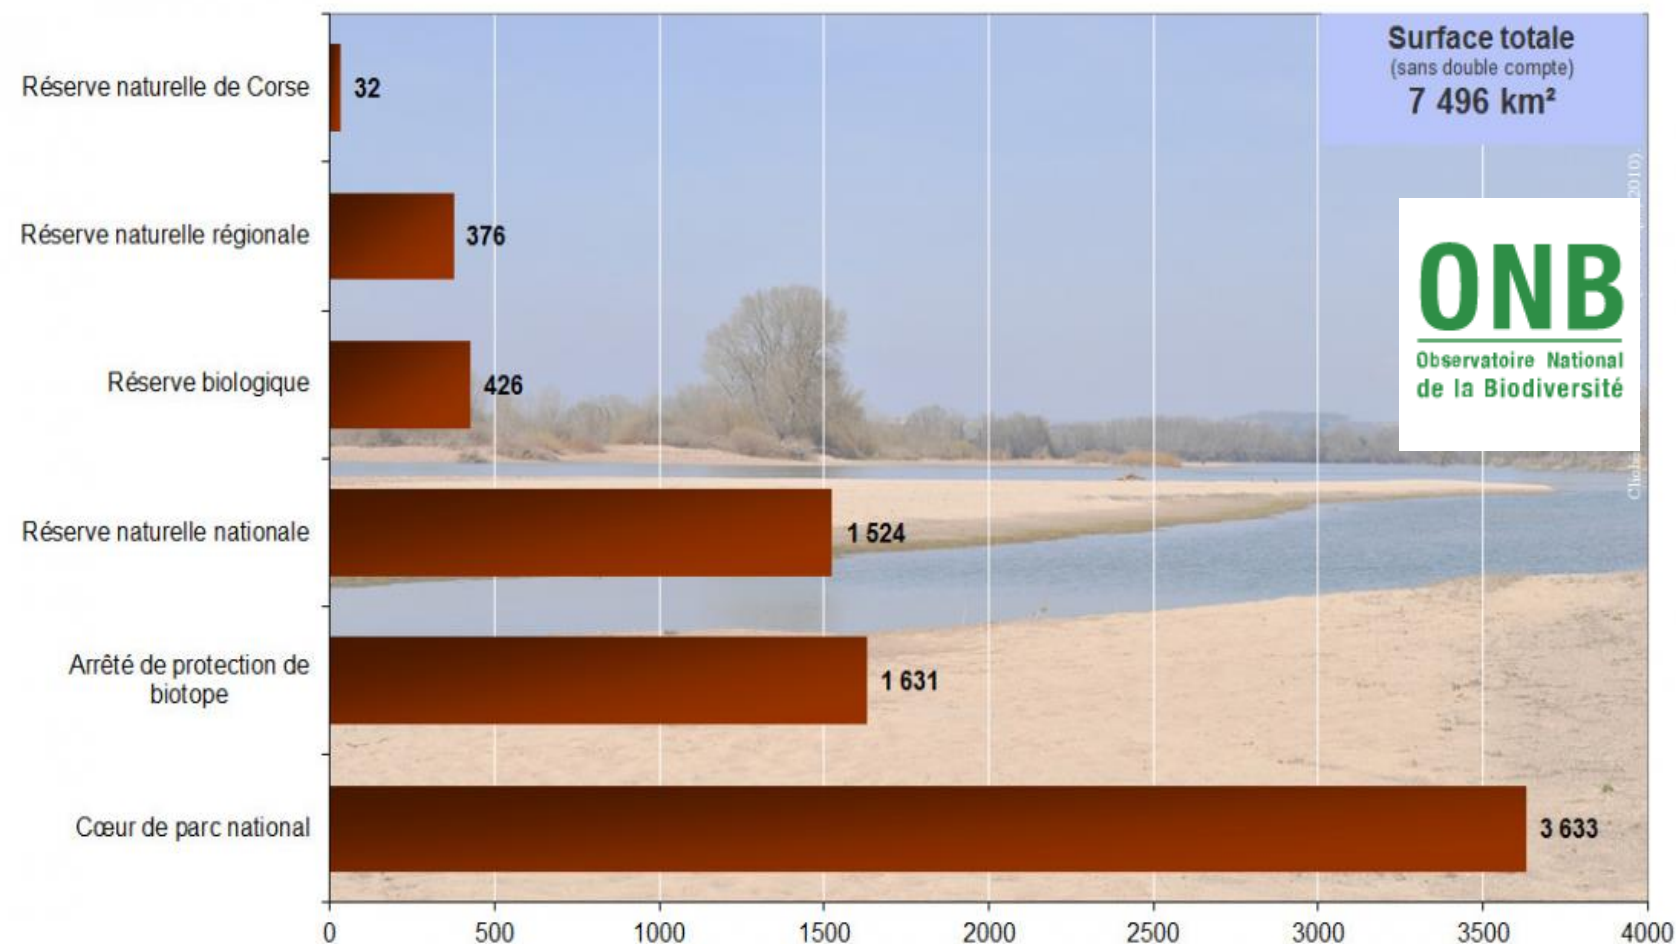 Surface totale
(sans double compte)
7 496 km²
Réserve naturelle de Corse
32
Réserve naturelle régionale
376
ONB
Observatoire National
de la Biodiversité
Réserve biologique
426
Réserve naturelle nationale
1 524
Arrêté de protection de
biotope
1 631
Cœur de parc national
3 633
0 500 1000 1500 2000 2500 3000 3500 4000
2010)